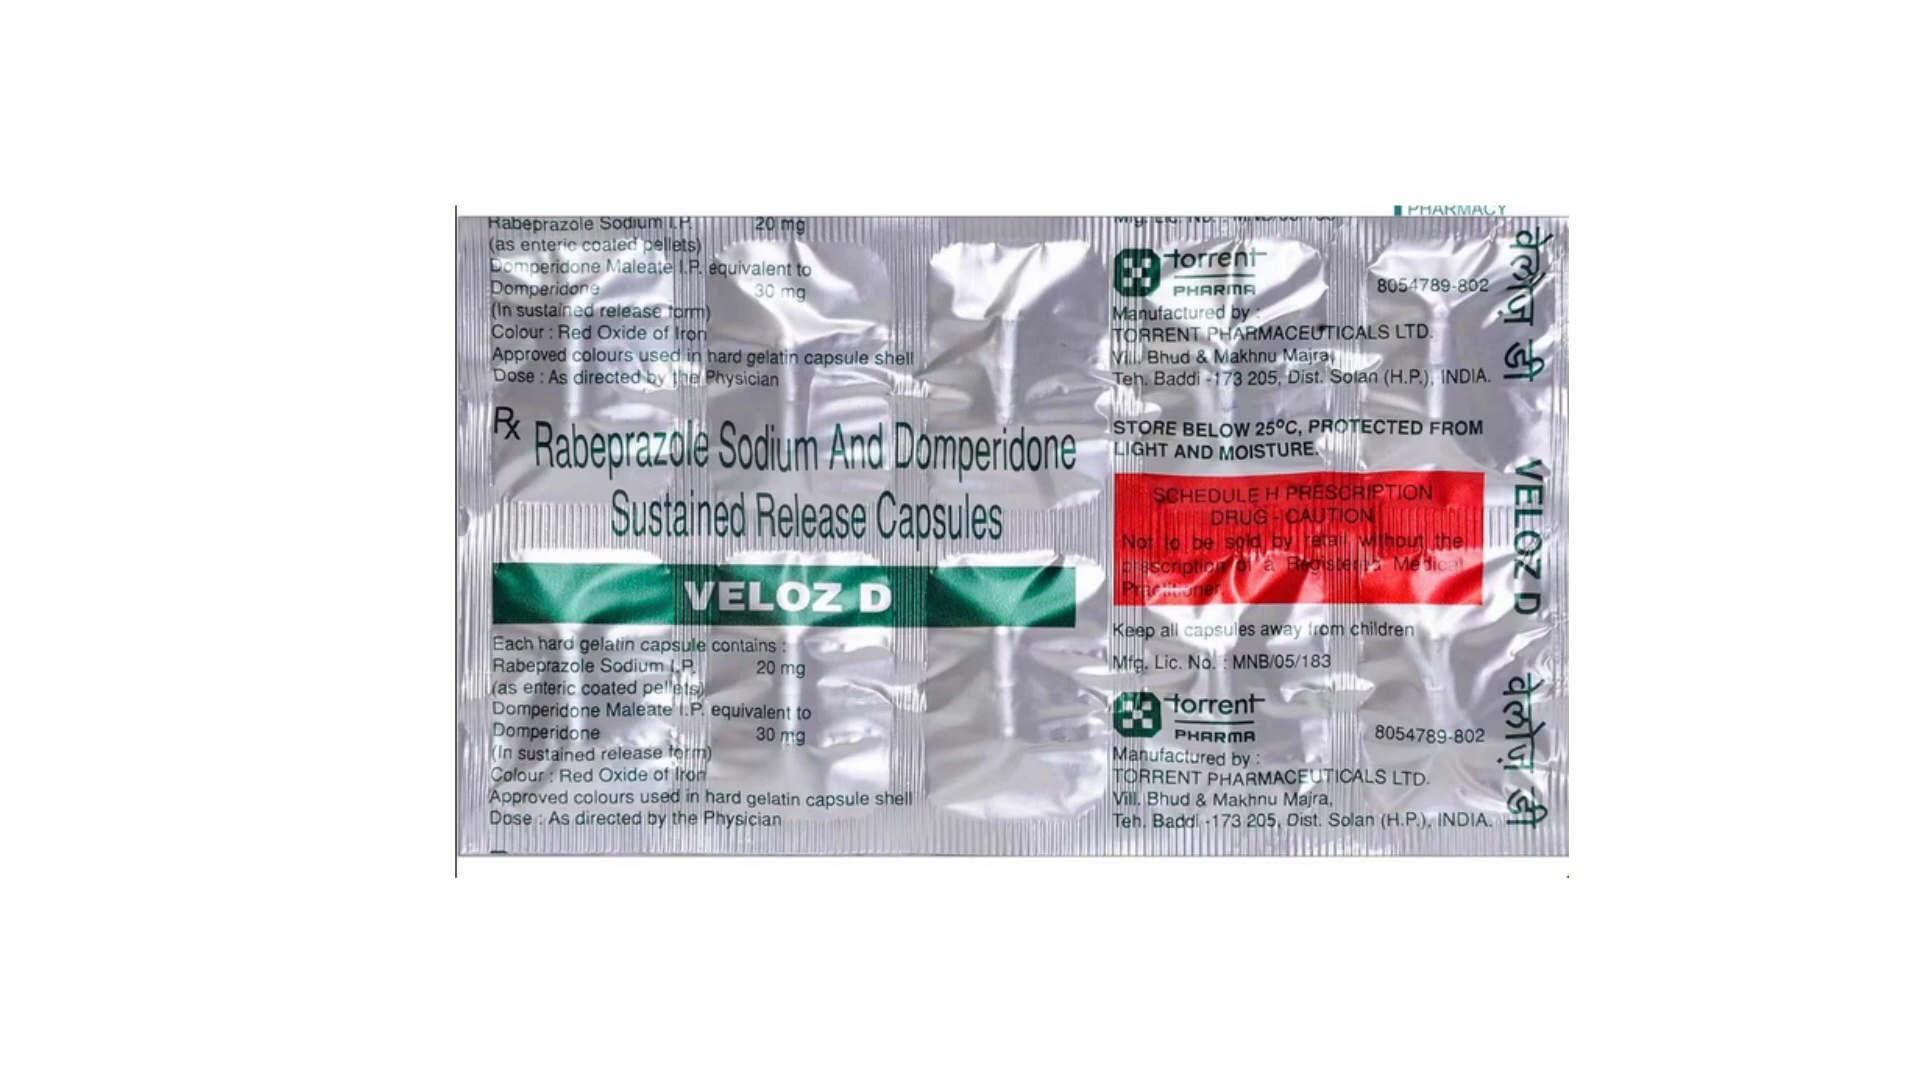 PHARMACY
Rabeprazole Sodium I.P. 20 mg
(as enteric coated pellets)
Domperidone Maleate I.P. equivalent to
Domperidone 30 mg
(In sustained release form)
Colour : Red Oxide of Iron
Approved colours used in hard gelatin capsule shell
Dose : As directed by the Physician
Rx Rabeprazole Sodium And Domperidone
Sustained Release Capsules
VELOZ D
Each hard gelatin capsule contains :
Rabeprazole Sodium I.P. 20 mg
(as enteric coated pellets)
Domperidone Maleate I.P. equivalent to
Domperidone 30 mg
(In sustained release form)
Colour : Red Oxide of Iron
Approved colours used in hard gelatin capsule shell
Dose : As directed by the Physician
Mfg. Lic. No.
torrent
PHARMA
8054789-802
Manufactured by :
TORRENT PHARMACEUTICALS LTD.
Vill. Bhud & Makhnu Majra,
Teh. Baddi -173 205, Dist. Solan (H.P.), INDIA.
STORE BELOW 25°C, PROTECTED FROM
LIGHT AND MOISTURE.
SCHEDULE H PRESCRIPTION
DRUG - CAUTION
Not to be sold by retail without the
prescription of a Registered Medical
Practitioner.
Keep all capsules away from children
Mfg. Lic. No. : MNB/05/183
torrent
PHARMA
8054789-802
Manufactured by :
TORRENT PHARMACEUTICALS LTD.
Vill. Bhud & Makhnu Majra,
Teh. Baddi -173 205, Dist. Solan (H.P.), INDIA.
वेलोज़ डी
VELOZ D
वेलोज़ डी